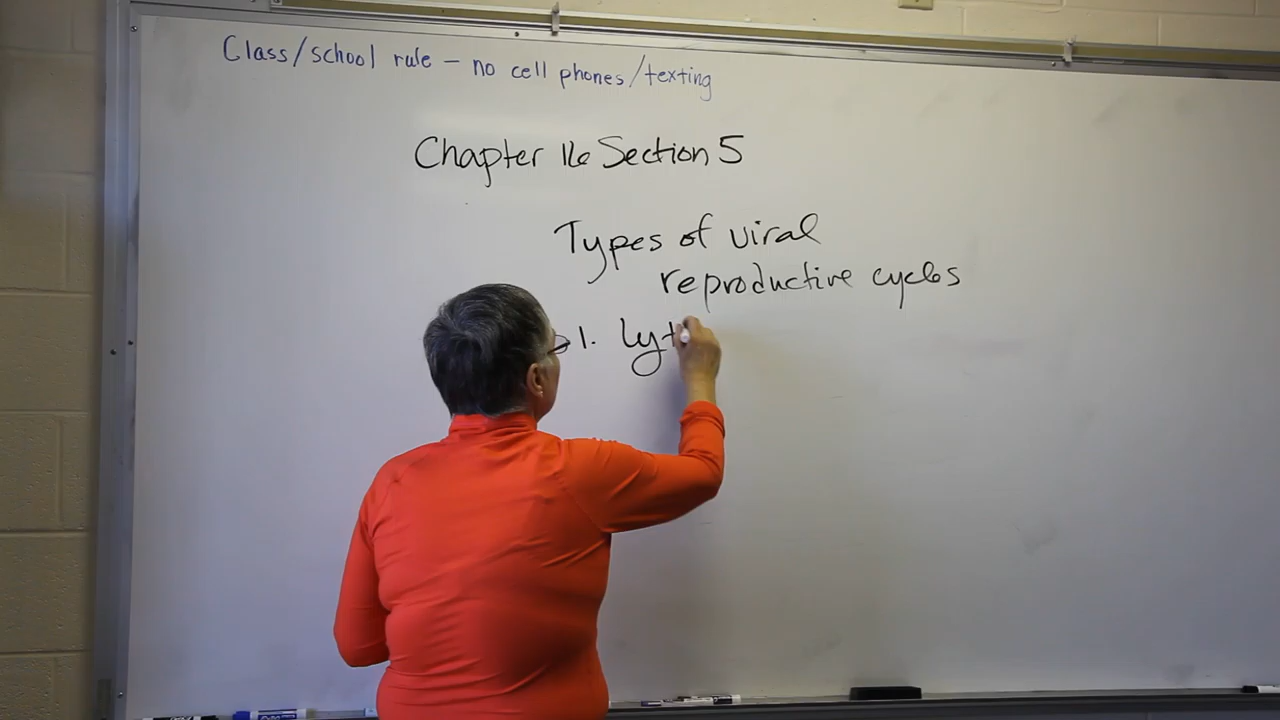 Class/school rule – no cell phones/texting
Chapter 16 Section 5
Types of viral
reproductive cycles
1. Lyt